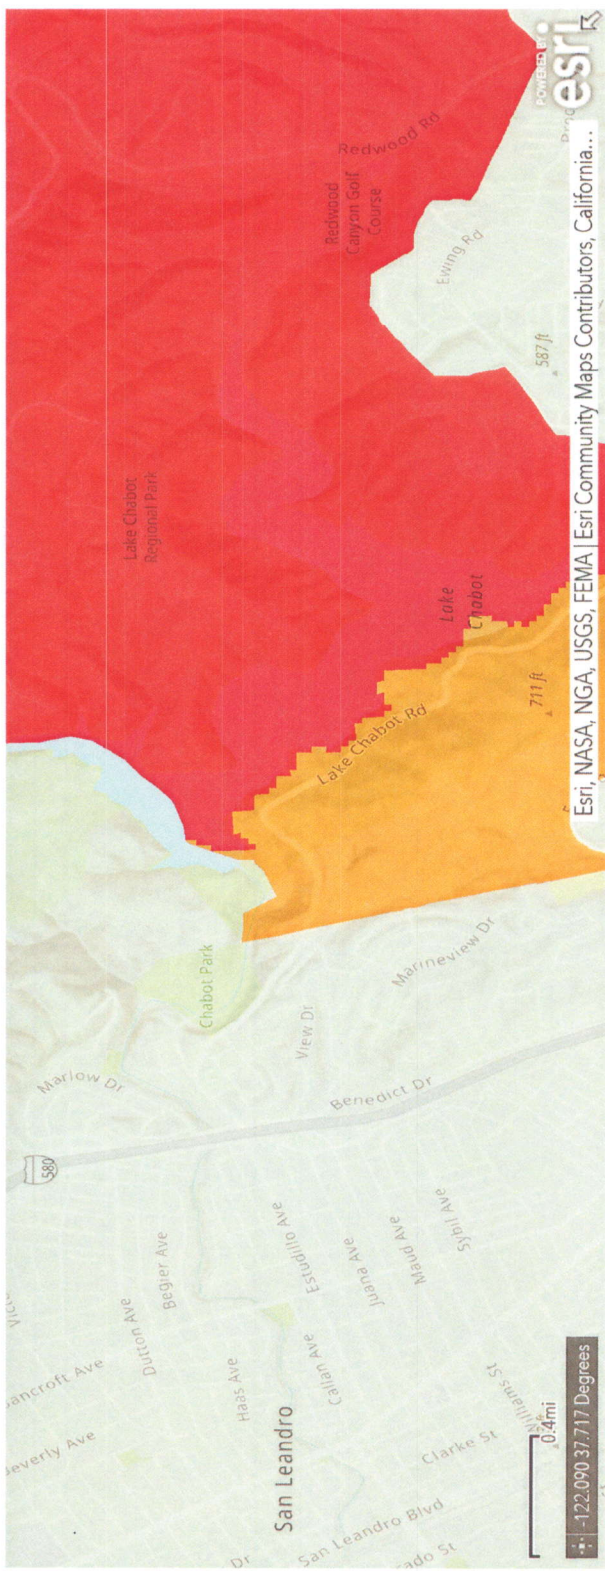 Redwood Rd
Redwood
Canyon Golf
Course
Ewing Rd
587 ft
Lake Chabot
Regional Park
Lake
Chabot
711 ft
Lake Chabot Rd
Chabot Park
Marineview Dr
View Dr
Marlow Dr
Benedict Dr
580
Begier Ave
Dutton Ave
Bancroft Ave
Beverly Ave
Haas Ave
Estudillo Ave
Juana Ave
Maud Ave
Sybil Ave
Callan Ave
San Leandro
Williams St
Clarke St
San Leandro Blvd
ado St
Dr
0.4mi
-122.090 37.717 Degrees
Esri, NASA, NGA, USGS, FEMA | Esri Community Maps Contributors, California...
POWERED BY
esri